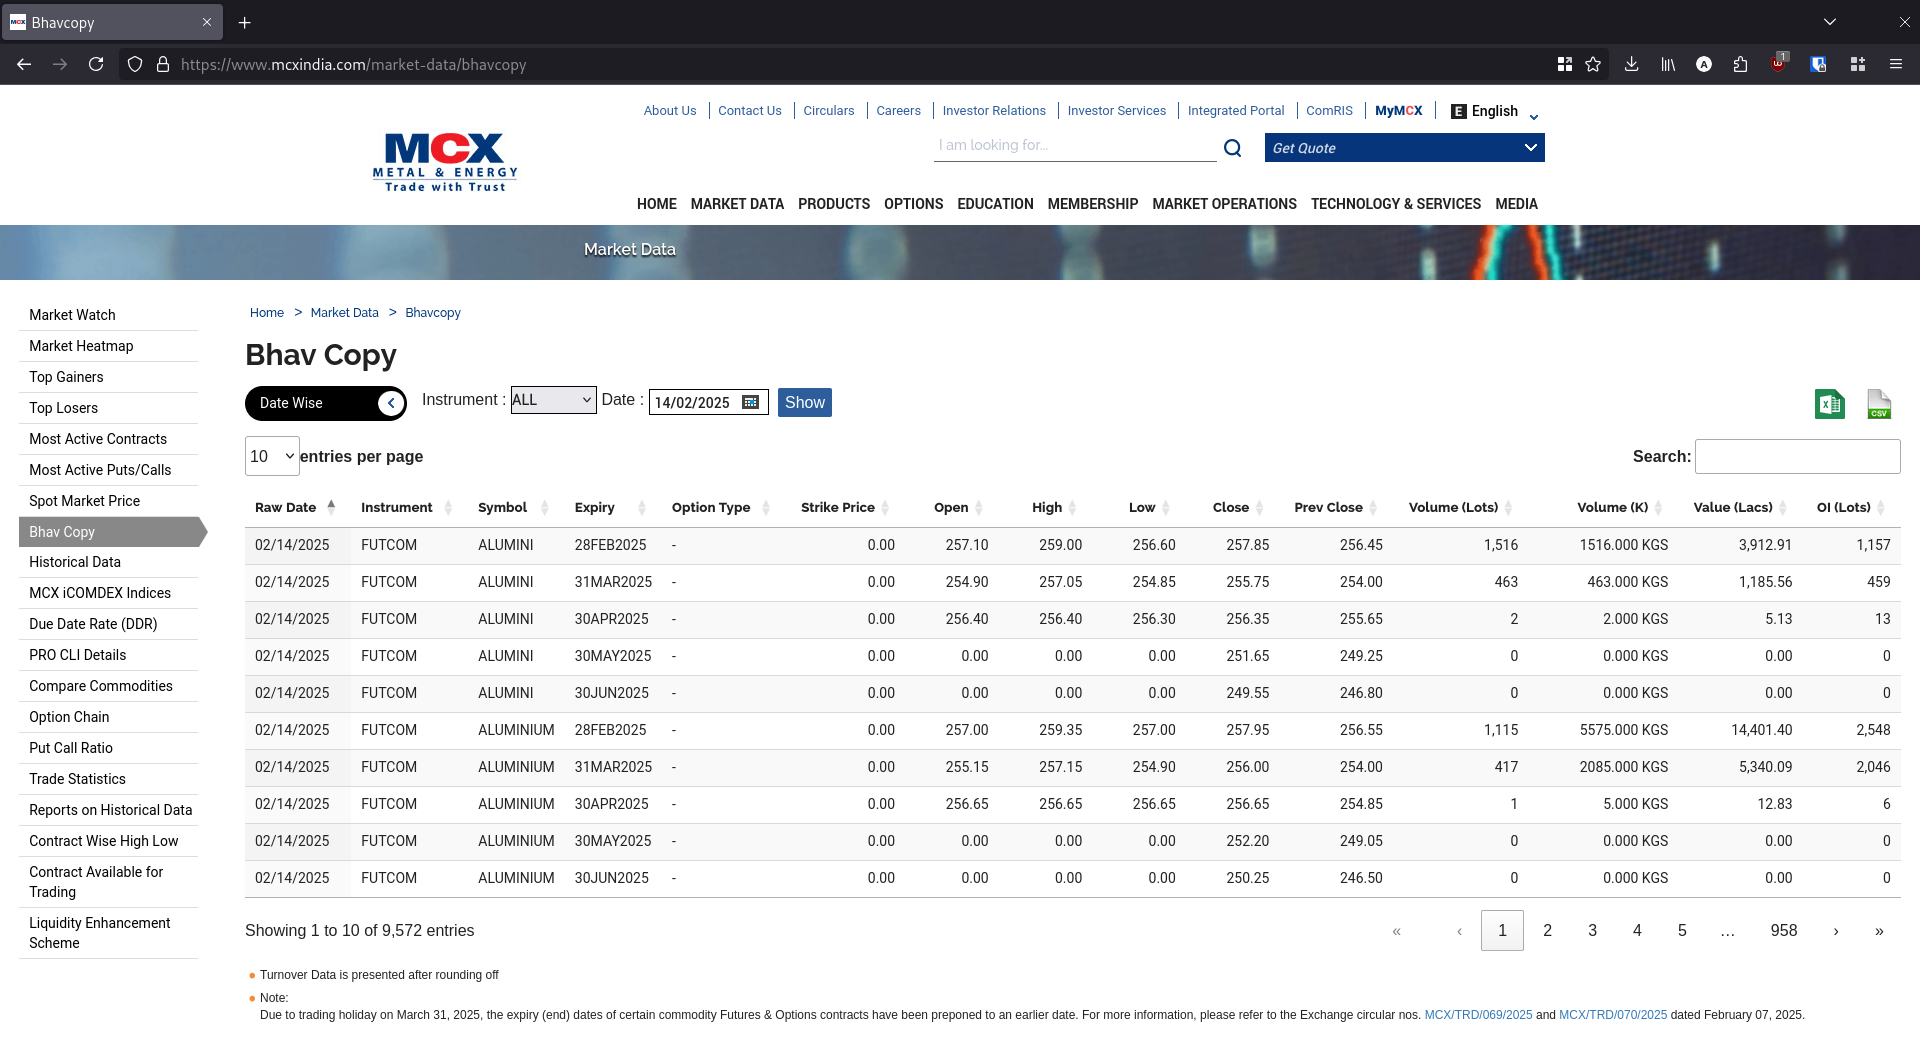 Bhavcopy
https://www.mcxindia.com/market-data/bhavcopy
1
About Us Contact Us Circulars Careers Investor Relations Investor Services Integrated Portal ComRIS MyMCX E English
MCX
METAL & ENERGY
Trade with Trust
I am looking for... Get Quote
HOME MARKET DATA PRODUCTS OPTIONS EDUCATION MEMBERSHIP MARKET OPERATIONS TECHNOLOGY & SERVICES MEDIA
Market Data
Market Watch
Market Heatmap
Top Gainers
Top Losers
Most Active Contracts
Most Active Puts/Calls
Spot Market Price
Bhav Copy
Historical Data
MCX iCOMDEX Indices
Due Date Rate (DDR)
PRO CLI Details
Compare Commodities
Option Chain
Put Call Ratio
Trade Statistics
Reports on Historical Data
Contract Wise High Low
Contract Available for
Trading
Liquidity Enhancement
Scheme
Home > Market Data > Bhavcopy
Bhav Copy
Date Wise Instrument : ALL Date : 14/02/2025 Show CSV
10 entries per page Search:
Raw Date Instrument Symbol Expiry Option Type Strike Price Open High Low Close Prev Close Volume (Lots) Volume (K) Value (Lacs) OI (Lots)
02/14/2025 FUTCOM ALUMINI 28FEB2025 - 0.00 257.10 259.00 256.60 257.85 256.45 1,516 1516.000 KGS 3,912.91 1,157
02/14/2025 FUTCOM ALUMINI 31MAR2025 - 0.00 254.90 257.05 254.85 255.75 254.00 463 463.000 KGS 1,185.56 459
02/14/2025 FUTCOM ALUMINI 30APR2025 - 0.00 256.40 256.40 256.30 256.35 255.65 2 2.000 KGS 5.13 13
02/14/2025 FUTCOM ALUMINI 30MAY2025 - 0.00 0.00 0.00 0.00 251.65 249.25 0 0.000 KGS 0.00 0
02/14/2025 FUTCOM ALUMINI 30JUN2025 - 0.00 0.00 0.00 0.00 249.55 246.80 0 0.000 KGS 0.00 0
02/14/2025 FUTCOM ALUMINIUM 28FEB2025 - 0.00 257.00 259.35 257.00 257.95 256.55 1,115 5575.000 KGS 14,401.40 2,548
02/14/2025 FUTCOM ALUMINIUM 31MAR2025 - 0.00 255.15 257.15 254.90 256.00 254.00 417 2085.000 KGS 5,340.09 2,046
02/14/2025 FUTCOM ALUMINIUM 30APR2025 - 0.00 256.65 256.65 256.65 256.65 254.85 1 5.000 KGS 12.83 6
02/14/2025 FUTCOM ALUMINIUM 30MAY2025 - 0.00 0.00 0.00 0.00 252.20 249.05 0 0.000 KGS 0.00 0
02/14/2025 FUTCOM ALUMINIUM 30JUN2025 - 0.00 0.00 0.00 0.00 250.25 246.50 0 0.000 KGS 0.00 0
Showing 1 to 10 of 9,572 entries « ‹ 1 2 3 4 5 … 958 › »
Turnover Data is presented after rounding off
Note:
Due to trading holiday on March 31, 2025, the expiry (end) dates of certain commodity Futures & Options contracts have been preponed to an earlier date. For more information, please refer to the Exchange circular nos. MCX/TRD/069/2025 and MCX/TRD/070/2025 dated February 07, 2025.